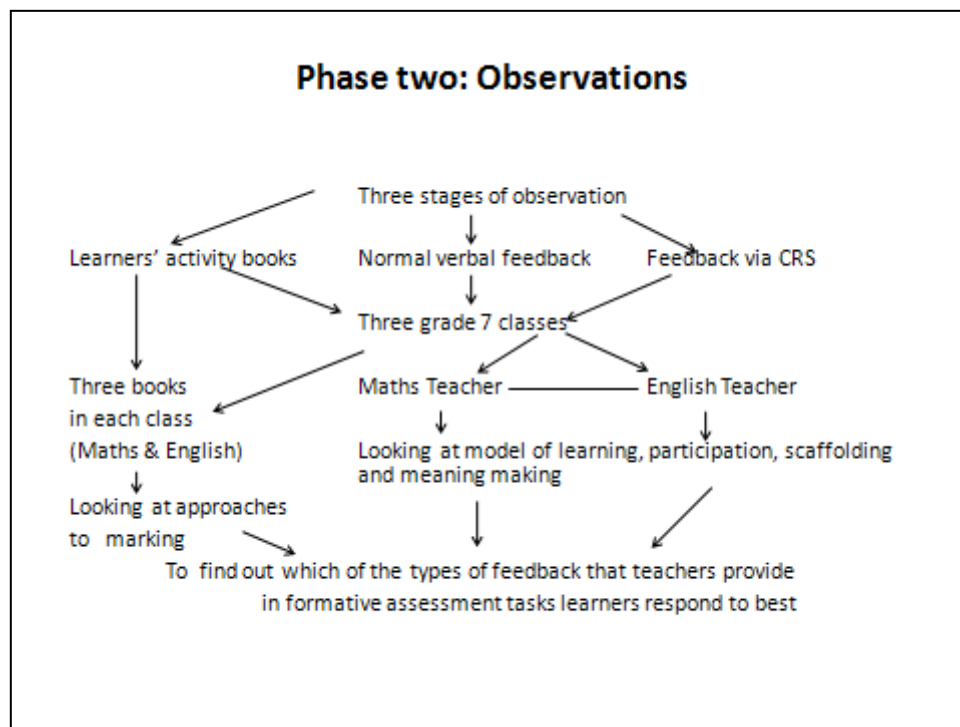 Phase two: Observations
Three stages of observation
Learners' activity books
Normal verbal feedback
Feedback via CRS
Three grade 7 classes
Three books
in each class
(Maths & English)
Maths Teacher
English Teacher
Looking at model of learning, participation, scaffolding
and meaning making
Looking at approaches
to marking
To find out which of the types of feedback that teachers provide
in formative assessment tasks learners respond to best